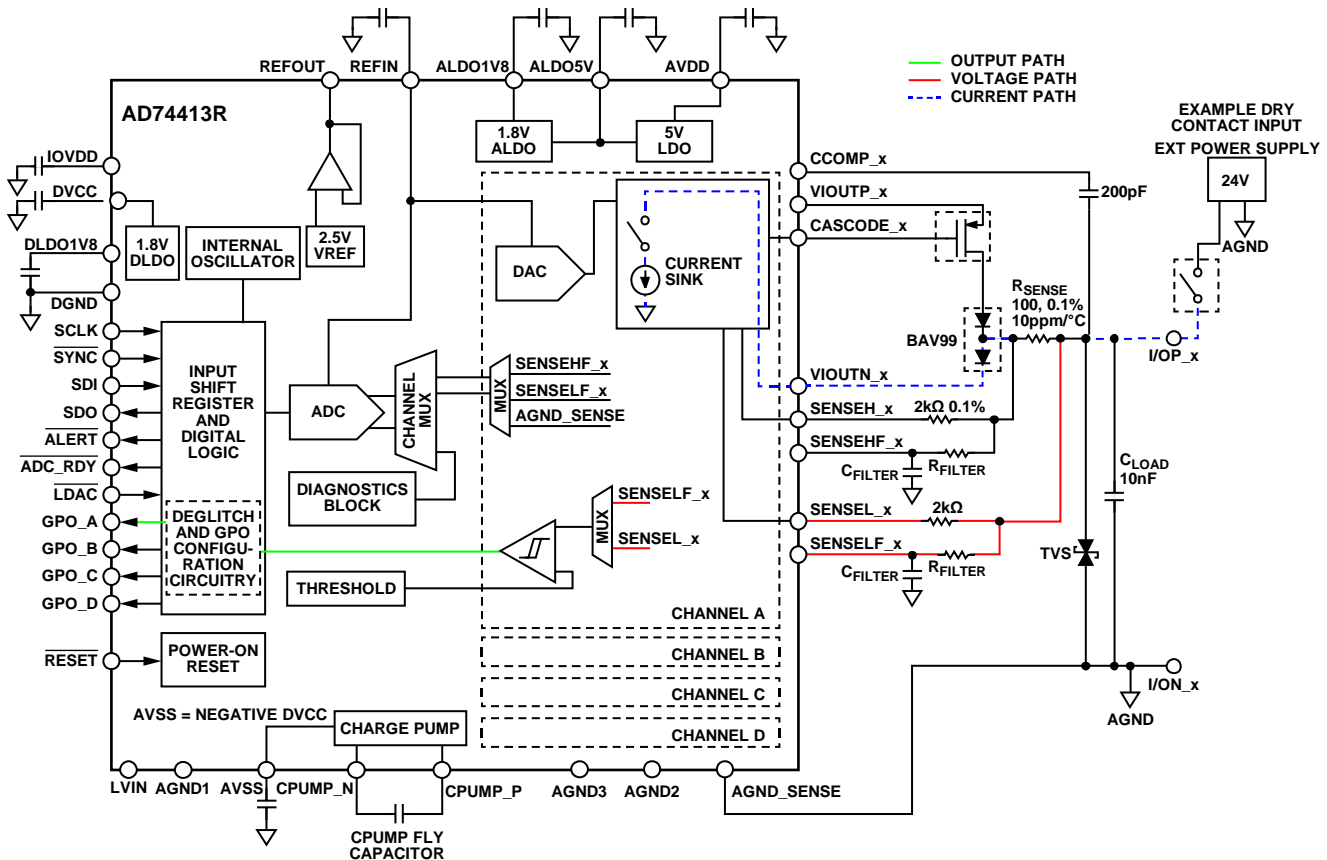 REFOUT
REFIN
ALDO1V8
ALDO5V
AVDD
OUTPUT PATH
VOLTAGE PATH
CURRENT PATH
EXAMPLE DRY
CONTACT INPUT
EXT POWER SUPPLY
24V
AGND
AD74413R
IOVDD
DVCC
DLDO1V8
DGND
1.8V
DLDO
INTERNAL
OSCILLATOR
2.5V
VREF
1.8V
ALDO
5V
LDO
DAC
CURRENT
SINK
CCOMP_x
VIOUTP_x
CASCODE_x
200pF
RSENSE
100, 0.1%
10ppm/°C
BAV99
I/OP_x
VIOUTN_x
SCLK
SYNC
SDI
SDO
ALERT
ADC_RDY
LDAC
GPO_A
GPO_B
GPO_C
GPO_D
RESET
INPUT
SHIFT
REGISTER
AND
DIGITAL
LOGIC
DEGLITCH
AND GPO
CONFIGU-
RATION
CIRCUITRY
POWER-ON
RESET
ADC
CHANNEL
MUX
MUX
SENSEHF_x
SENSELF_x
AGND_SENSE
DIAGNOSTICS
BLOCK
THRESHOLD
MUX
SENSELF_x
SENSEL_x
SENSEH_x
2kΩ 0.1%
SENSEHF_x
CFILTER
RFILTER
SENSEL_x
2kΩ
SENSELF_x
CFILTER
RFILTER
CLOAD
10nF
TVS
CHANNEL A
CHANNEL B
CHANNEL C
CHANNEL D
I/ON_x
AGND
AVSS = NEGATIVE DVCC
CHARGE PUMP
LVIN
AGND1
AVSS
CPUMP_N
CPUMP_P
AGND3
AGND2
AGND_SENSE
CPUMP FLY
CAPACITOR